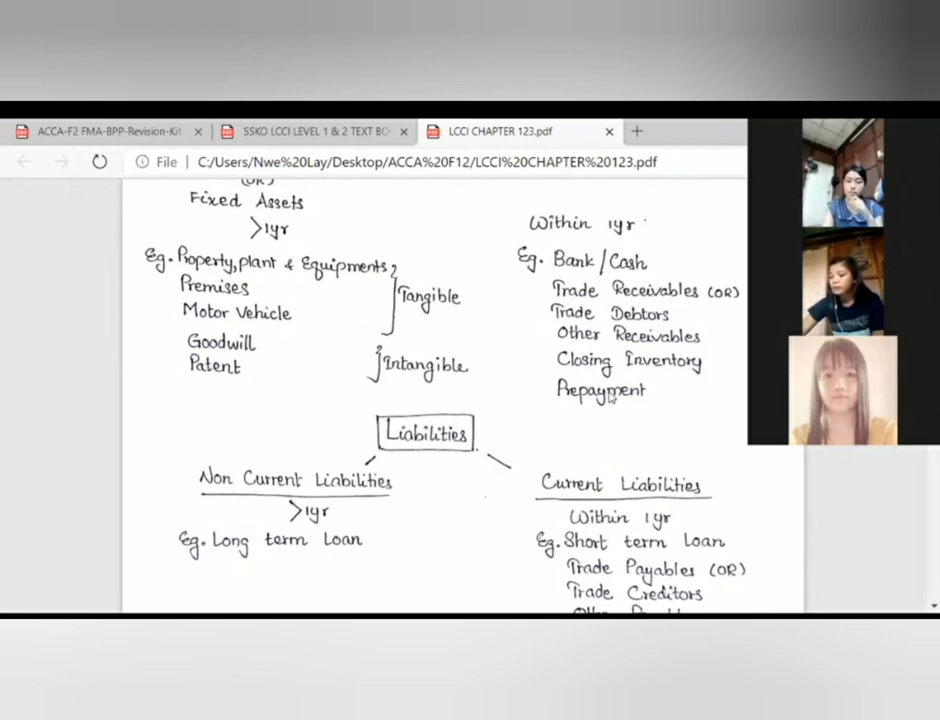 ACCA-F2 FMA-BPP-Revision-Kit
SSKO LCCI LEVEL 1 & 2 TEXT BO
LCCI CHAPTER 123.pdf
File
C:/Users/Nwe%20Lay/Desktop/ACCA%20F12/LCCI%20CHAPTER%20123.pdf
(OR)
Fixed Assets
>1yr
Eg. Property, plant & Equipments
Premises
Motor Vehicle
Tangible
Goodwill
Patent
Intangible
Within 1yr
Eg. Bank/Cash
Trade Receivables (OR)
Trade Debtors
Other Receivables
Closing Inventory
Prepayment
Liabilities
Non Current Liabilities
>1yr
Eg. Long term Loan
Current Liabilities
Within 1yr
Eg. Short term Loan
Trade Payables (OR)
Trade Creditors